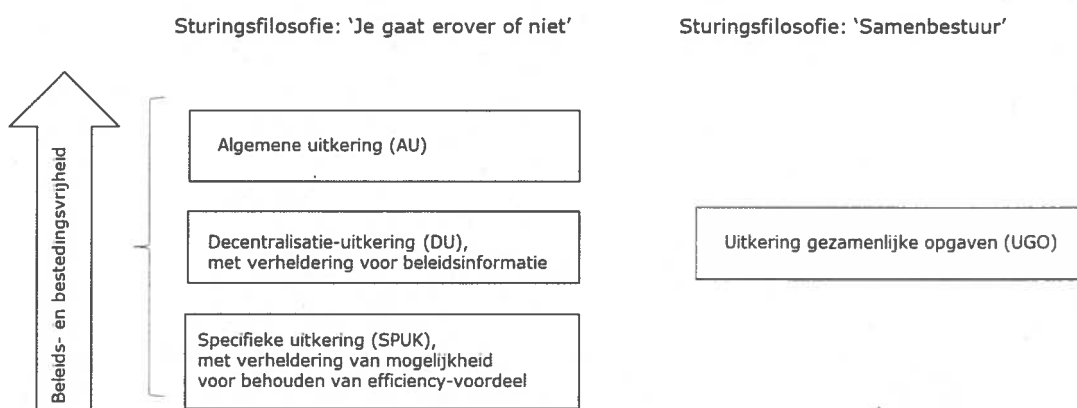 Sturingsfilosofie: ‘Je gaat erover of niet’
Sturingsfilosofie: ‘Samenbestuur’
Beleids- en bestedingsvrijheid
Algemene uitkering (AU)
Decentralisatie-uitkering (DU),
met verheldering voor beleidsinformatie
Specifieke uitkering (SPUK),
met verheldering van mogelijkheid
voor behouden van efficiency-voordeel
Uitkering gezamenlijke opgaven (UGO)